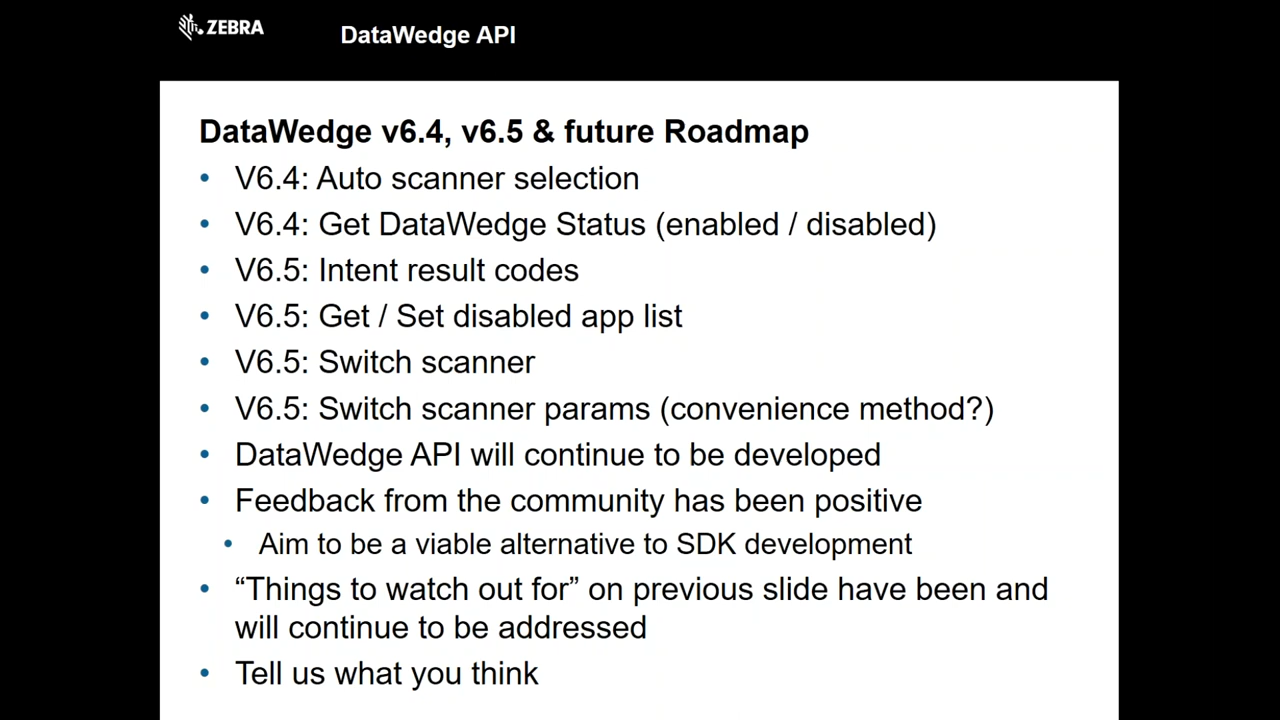 ZEBRA
DataWedge API
DataWedge v6.4, v6.5 & future Roadmap
• V6.4: Auto scanner selection
• V6.4: Get DataWedge Status (enabled / disabled)
• V6.5: Intent result codes
• V6.5: Get / Set disabled app list
• V6.5: Switch scanner
• V6.5: Switch scanner params (convenience method?)
• DataWedge API will continue to be developed
• Feedback from the community has been positive
• Aim to be a viable alternative to SDK development
• “Things to watch out for” on previous slide have been and
will continue to be addressed
• Tell us what you think